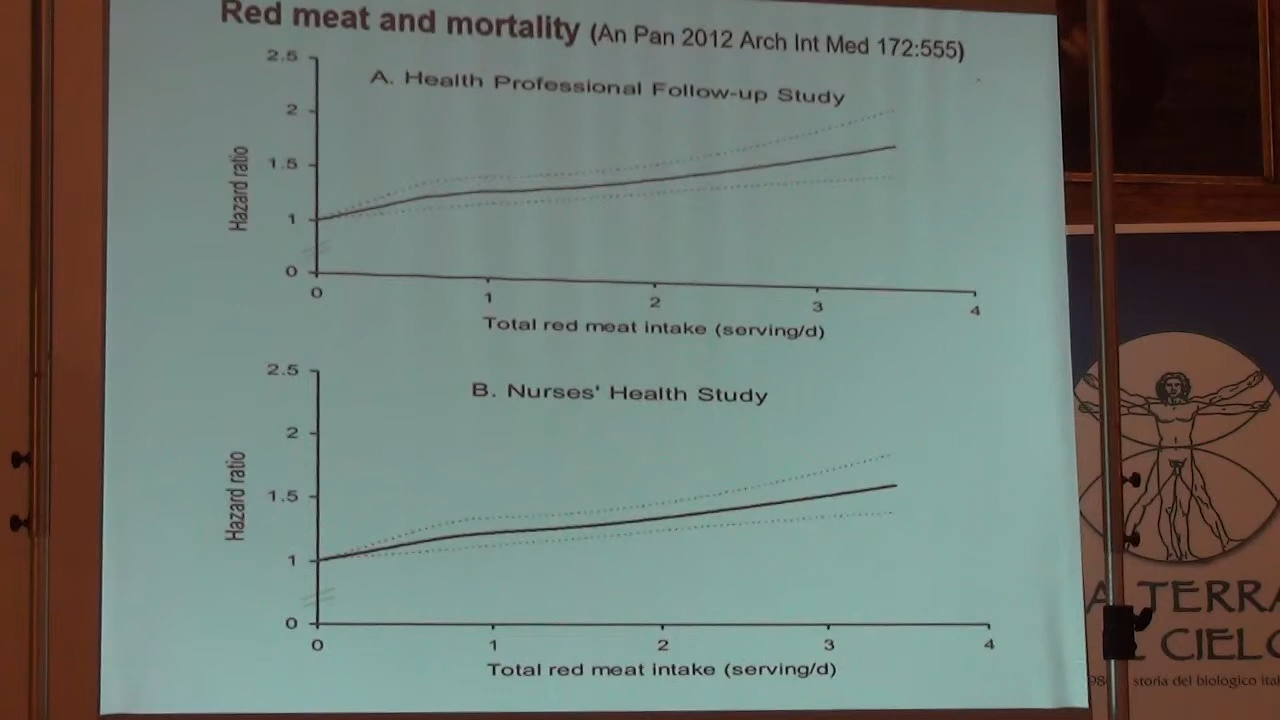 Red meat and mortality (An Pan 2012 Arch Int Med 172:555)
2.5
A. Health Professional Follow-up Study
2
1.5
Hazard ratio
1
0
0 1 2 3 4
Total red meat intake (serving/d)
2.5
B. Nurses' Health Study
2
1.5
Hazard ratio
1
0
0 1 2 3 4
Total red meat intake (serving/d)
A TERRA
E CIELO
storia del biologico